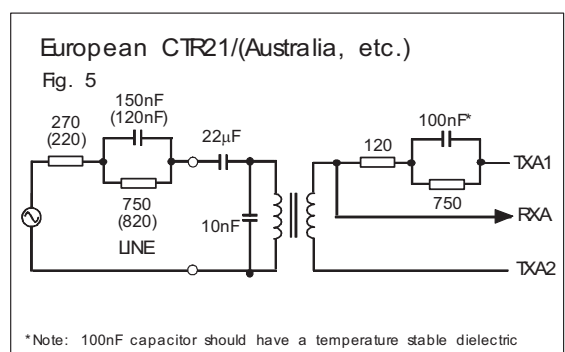 European CTR21/(Australia, etc.)
Fig. 5
150nF
(120nF)
270
(220)
22µF
100nF*
120
TXA1
750
(820)
10nF
750
RXA
LINE
TXA2
*Note: 100nF capacitor should have a temperature stable dielectric